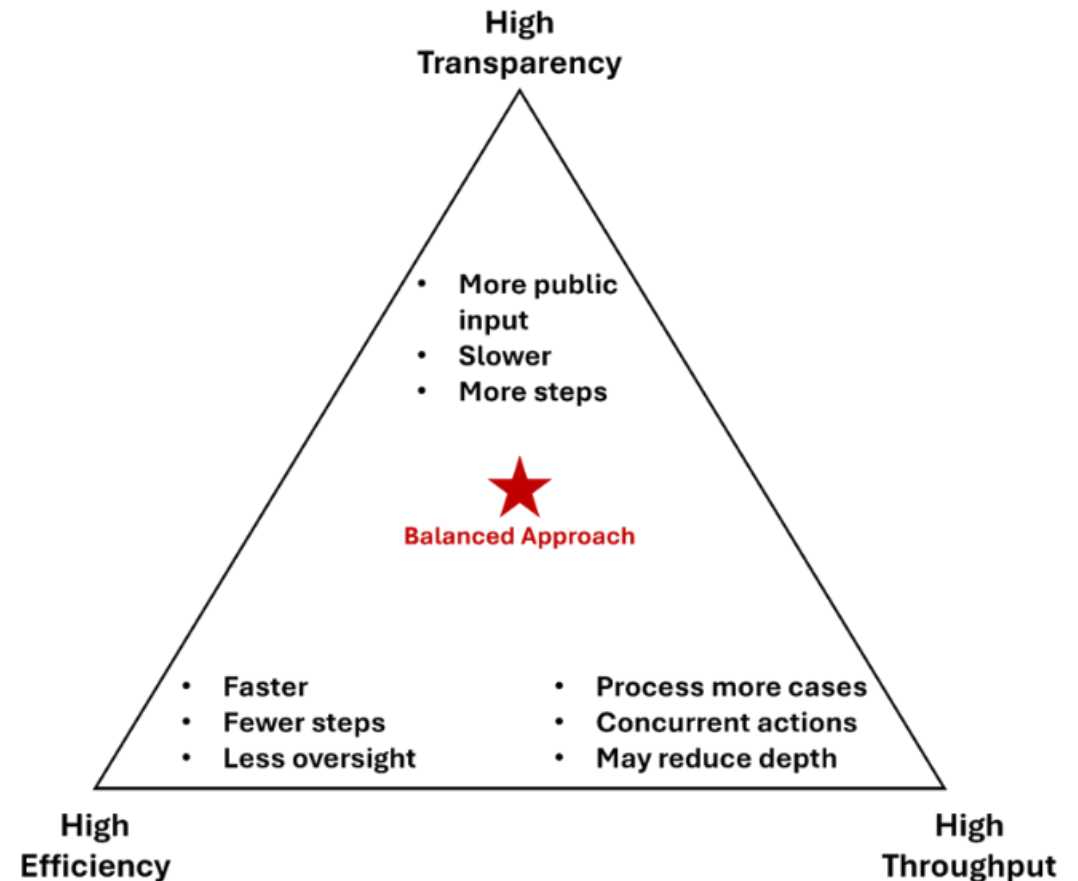 High
Transparency
• More public
input
• Slower
• More steps
Balanced Approach
• Faster
• Fewer steps
• Less oversight
• Process more cases
• Concurrent actions
• May reduce depth
High
Efficiency
High
Throughput